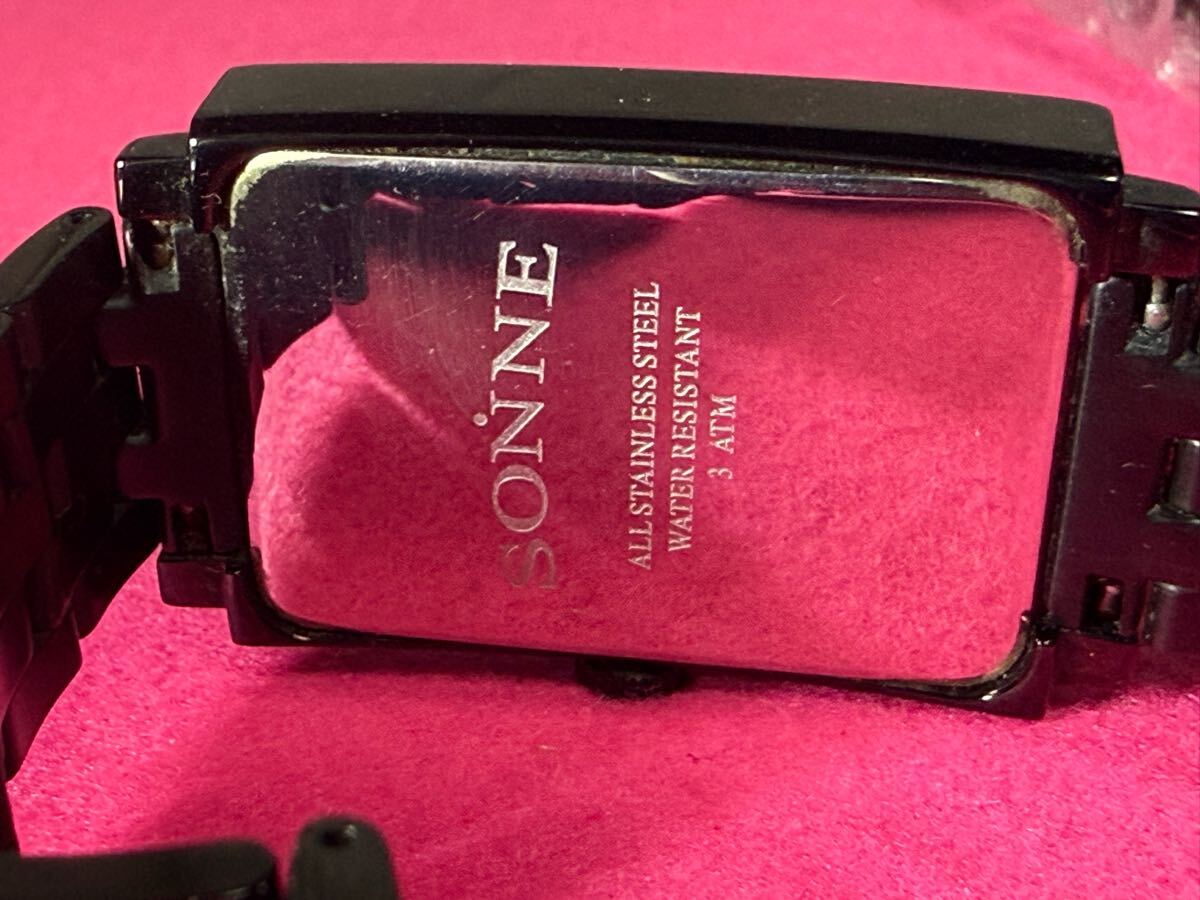 SONNE
ALL STAINLESS STEEL
WATER RESISTANT
3 ATM